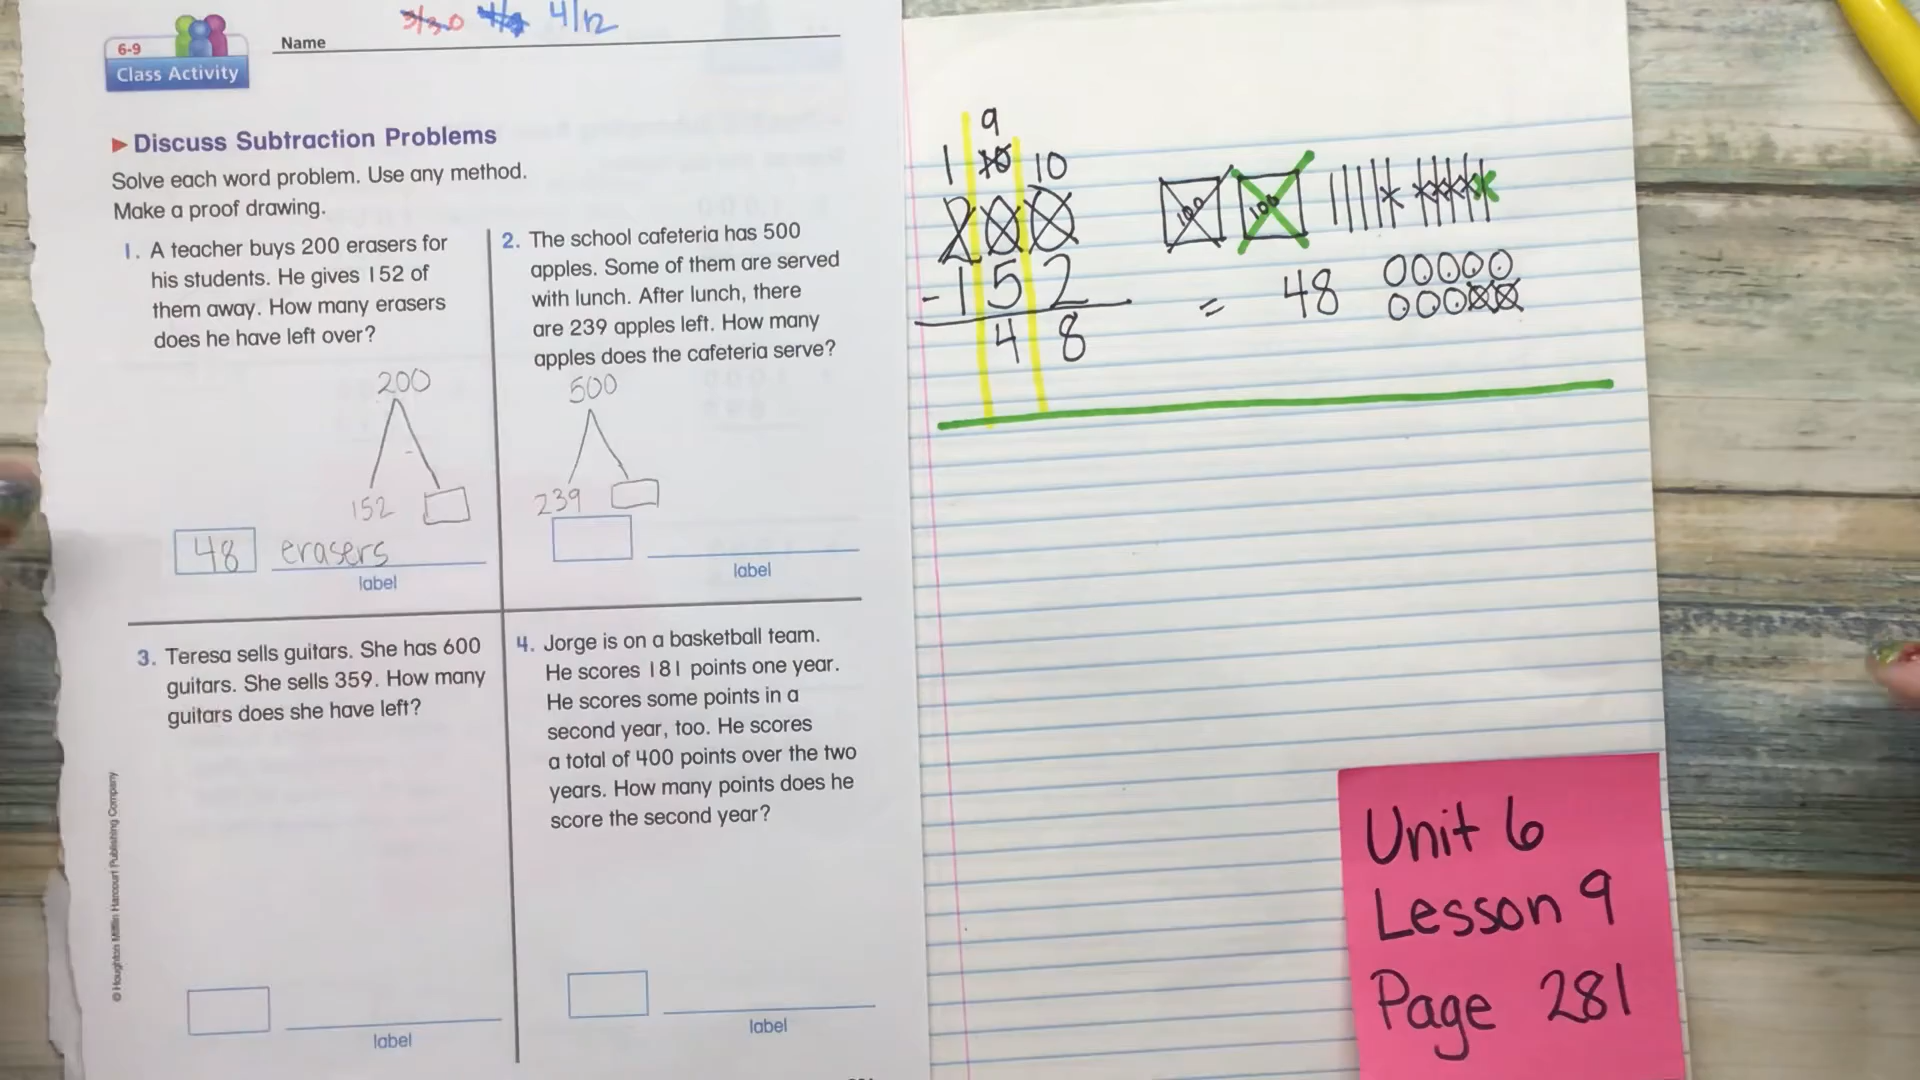 3/30 4/12
6-9
Class Activity
Name
Discuss Subtraction Problems
Solve each word problem. Use any method.
Make a proof drawing.
1. A teacher buys 200 erasers for
his students. He gives 152 of
them away. How many erasers
does he have left over?
200
152
48 erasers
label
2. The school cafeteria has 500
apples. Some of them are served
with lunch. After lunch, there
are 239 apples left. How many
apples does the cafeteria serve?
500
239
label
3. Teresa sells guitars. She has 600
guitars. She sells 359. How many
guitars does she have left?
label
4. Jorge is on a basketball team.
He scores 181 points one year.
He scores some points in a
second year, too. He scores
a total of 400 points over the two
years. How many points does he
score the second year?
label
© Houghton Mifflin Harcourt Publishing Company
9
1 10 10
200
-152
48
100 100
= 48
Unit 6
Lesson 9
Page 281